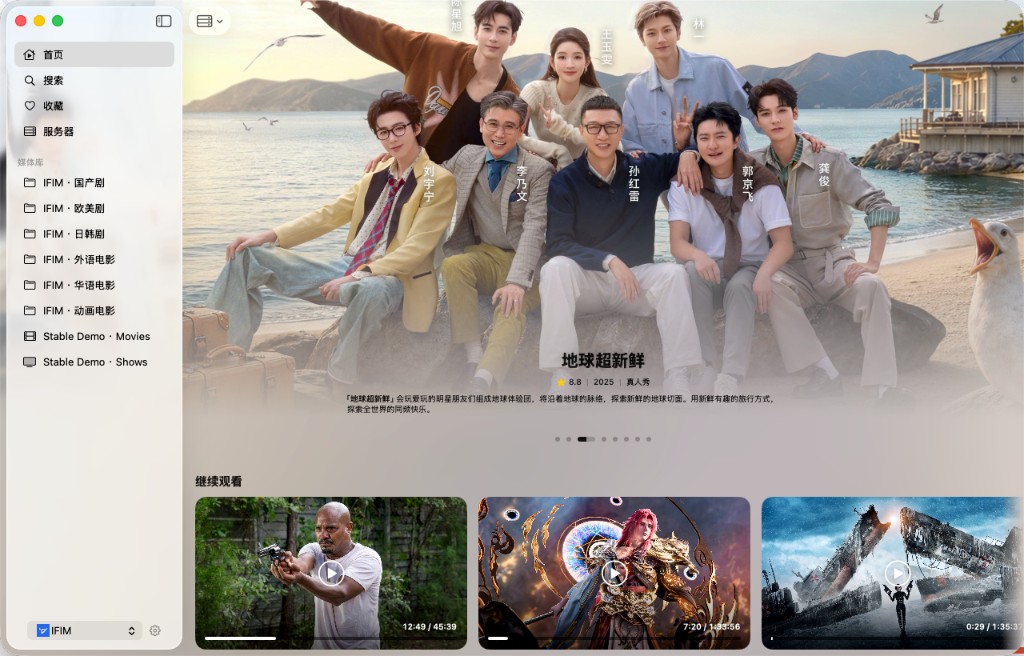 首页
搜索
收藏
服务器
媒体库
IFIM · 国产剧
IFIM · 欧美剧
IFIM · 日韩剧
IFIM · 外语电影
IFIM · 华语电影
IFIM · 动画电影
Stable Demo · Movies
Stable Demo · Shows
IFIM
陈星旭
王玉雯
林一
刘宇宁
李乃文
孙红雷
郭京飞
龚俊
地球超新鲜
8.8 | 2025 | 真人秀
「地球超新鲜」会玩爱玩的明星朋友们组成地球体验团，将沿着地球的脉络，探索新鲜的地球切面。用新鲜有趣的旅行方式，
探索全世界的同频快乐。
继续观看
12:49 / 45:39
7:20 / 1:33:56
0:29 / 1:35:37